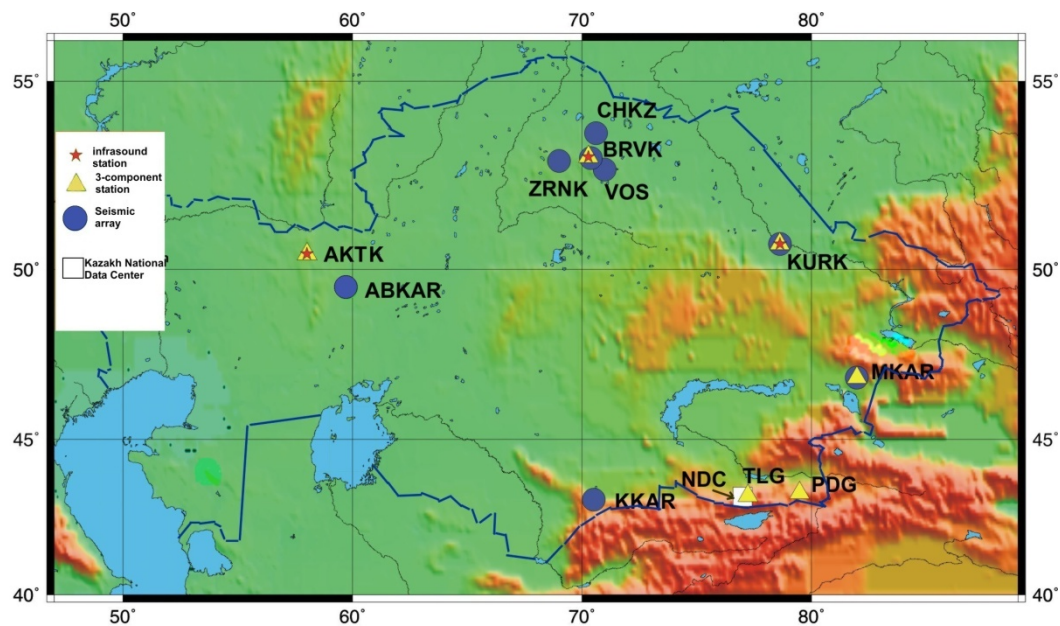 50° 60° 70° 80°
55° 55°
CHKZ
infrasound
station
BRVK
3-component
station
ZRNK VOS
Seismic
array
AKTK
KURK
Kazakh National
Data Center
50° 50°
ABKAR
MKAR
45° 45°
NDC TLG PDG
KKAR
40° 40°
50° 60° 70° 80°